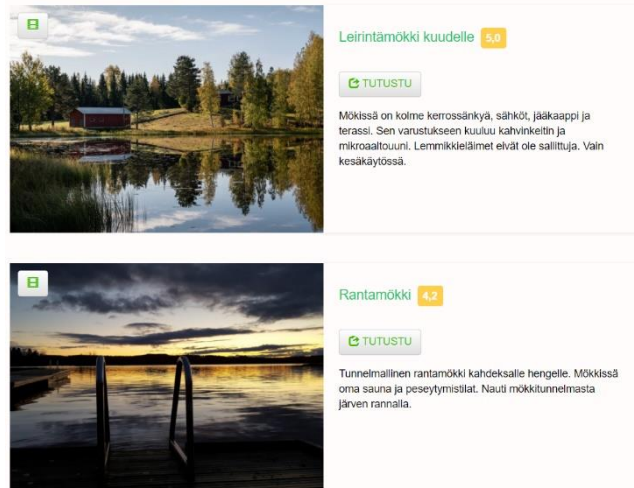 Leirintämökki kuudelle 5,0
TUTUSTU
Mökissä on kolme kerrossänkyä, sähköt, jääkaappi ja
terassi. Sen varustukseen kuuluu kahvinkeitin ja
mikroaaltouuni. Lemmikkieläimet eivät ole sallittuja. Vain
kesäkäytössä.
Rantamökki 4,2
TUTUSTU
Tunnelmallinen rantamökki kahdeksalle hengelle. Mökkissä
oma sauna ja peseytymistilat. Nauti mökkitunnelmasta
järven rannalla.